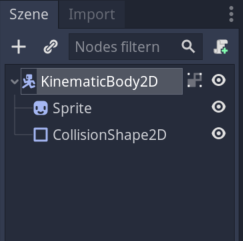 Szene Import
Nodes filtern
KinematicBody2D
Sprite
CollisionShape2D